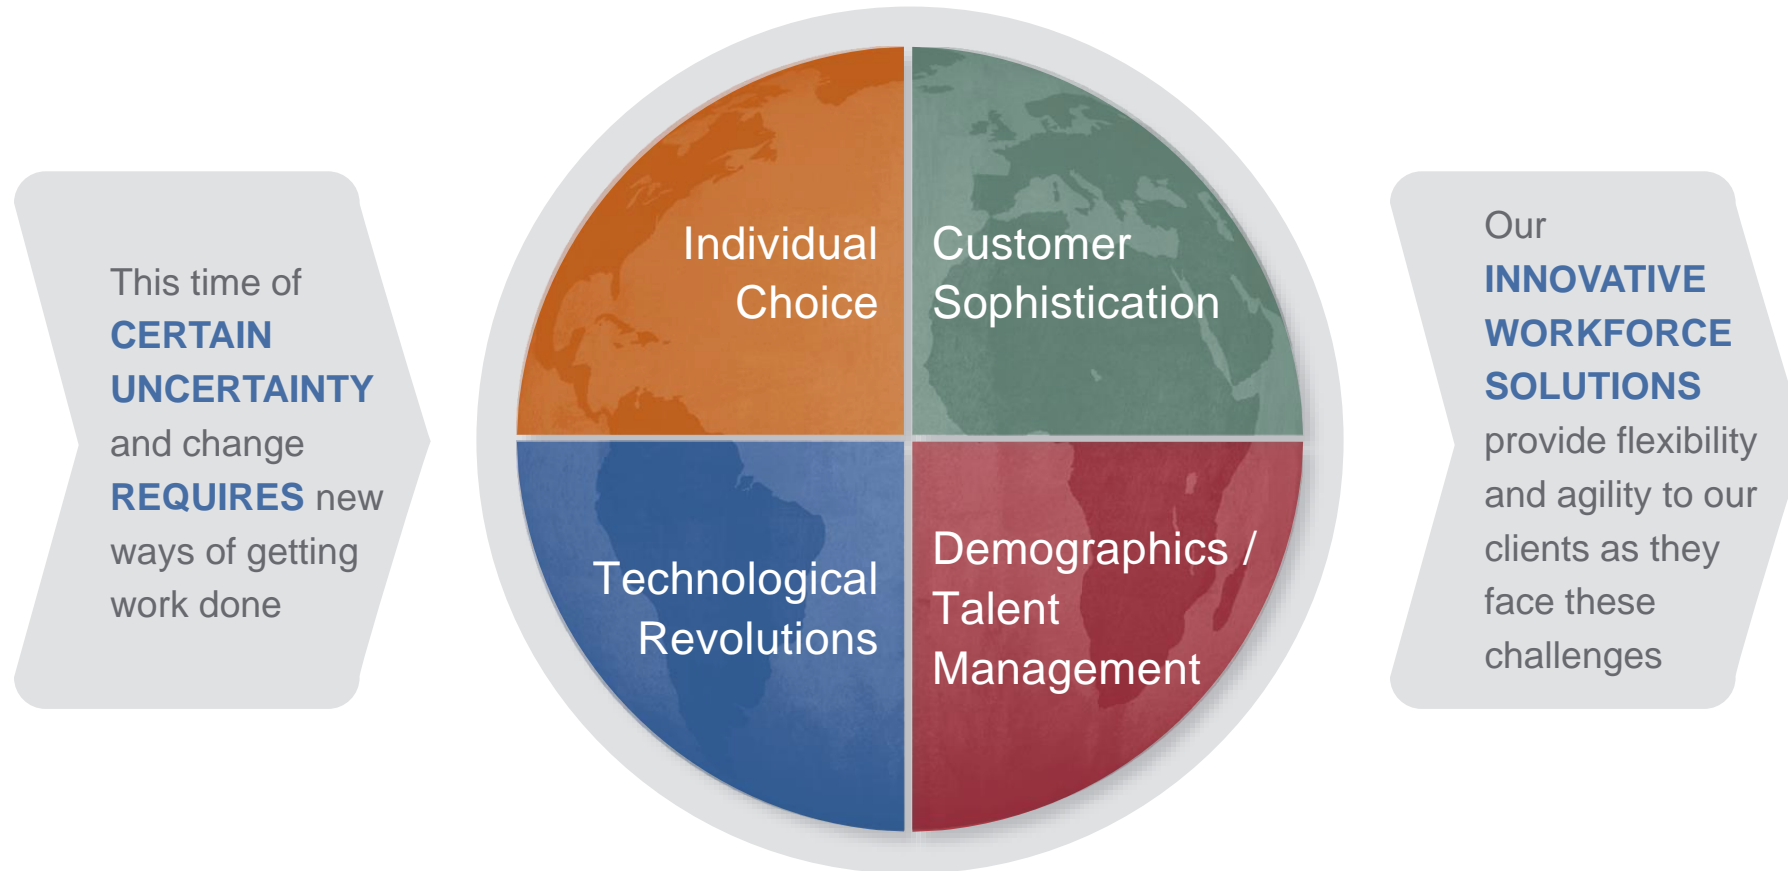 This time of
CERTAIN
UNCERTAINTY
and change
REQUIRES new
ways of getting
work done
Individual
Choice
Customer
Sophistication
Technological
Revolutions
Demographics /
Talent
Management
Our
INNOVATIVE
WORKFORCE
SOLUTIONS
provide flexibility
and agility to our
clients as they
face these
challenges